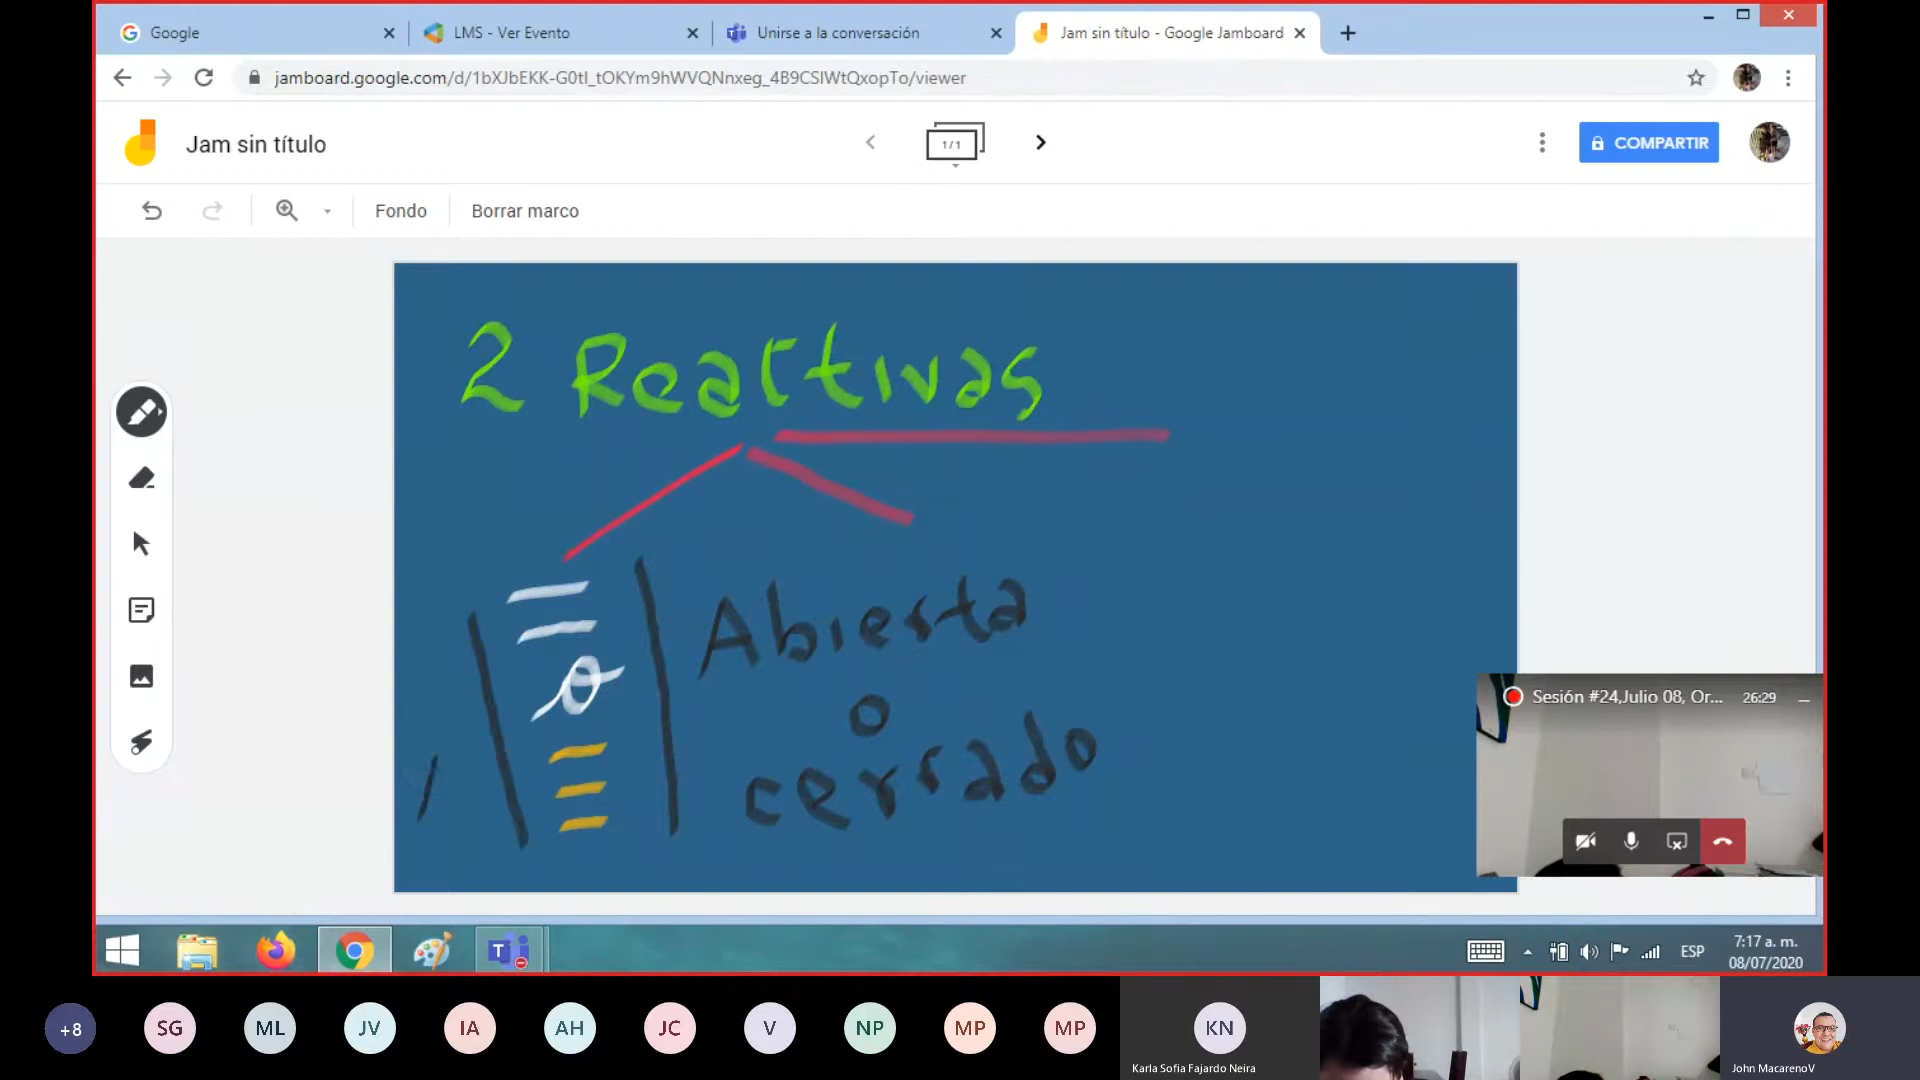 Google
LMS - Ver Evento
Unirse a la conversación
Jam sin título - Google Jamboard
jamboard.google.com/d/1bXJbEKK-G0tI_tOKYm9hWVQNnxeg_4B9CSIWtQxopTo/viewer
Jam sin título
1/1
COMPARTIR
Fondo
Borrar marco
2 Reactivas
Abierta
o
cerrado
Sesión #24,Julio 08, Or...
26:29
T
ESP
7:17 a. m.
08/07/2020
+8
SG
ML
JV
IA
AH
JC
V
NP
MP
MP
KN
Karla Sofia Fajardo Neira
John MacarenoV